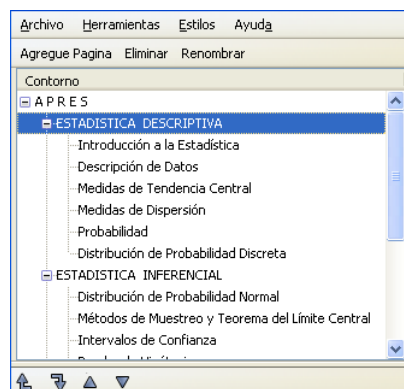 Archivo Herramientas Estilos Ayuda
Agregue Pagina Eliminar Renombrar
Contorno
A P R E S
ESTADISTICA DESCRIPTIVA
Introducción a la Estadística
Descripción de Datos
Medidas de Tendencia Central
Medidas de Dispersión
Probabilidad
Distribución de Probabilidad Discreta
ESTADISTICA INFERENCIAL
Distribución de Probabilidad Normal
Métodos de Muestreo y Teorema del Límite Central
Intervalos de Confianza